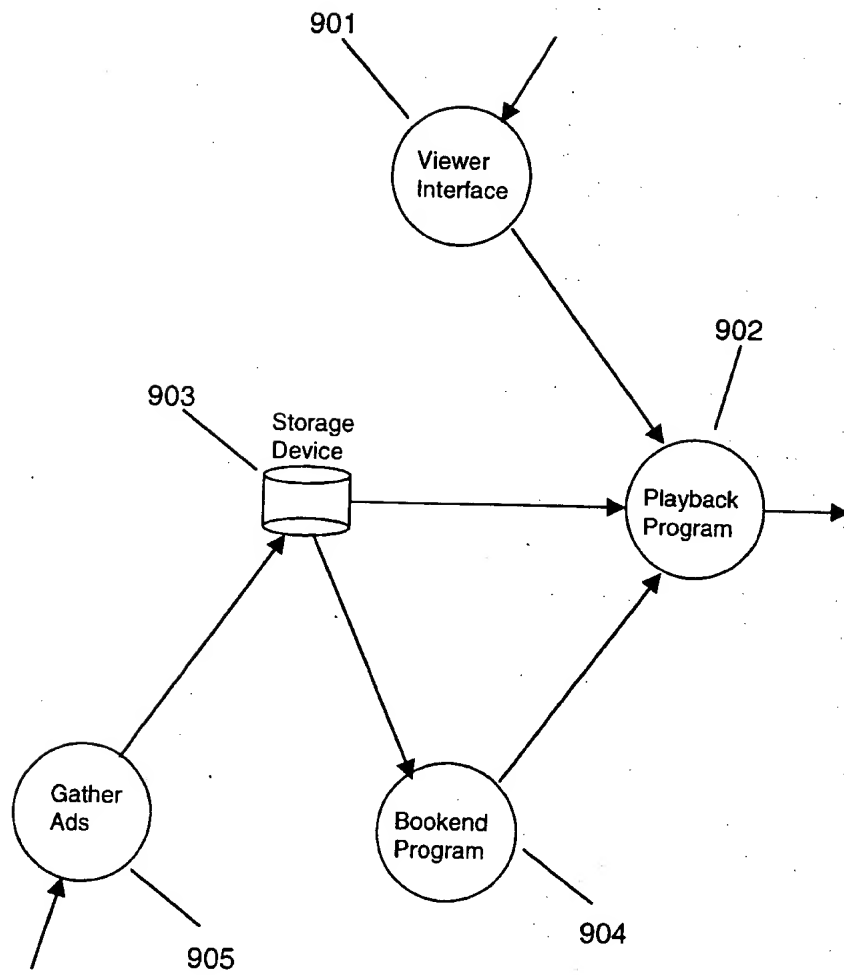 901
Viewer
Interface
902
903
Storage
Device
Playback
Program
Gather
Ads
Bookend
Program
904
905